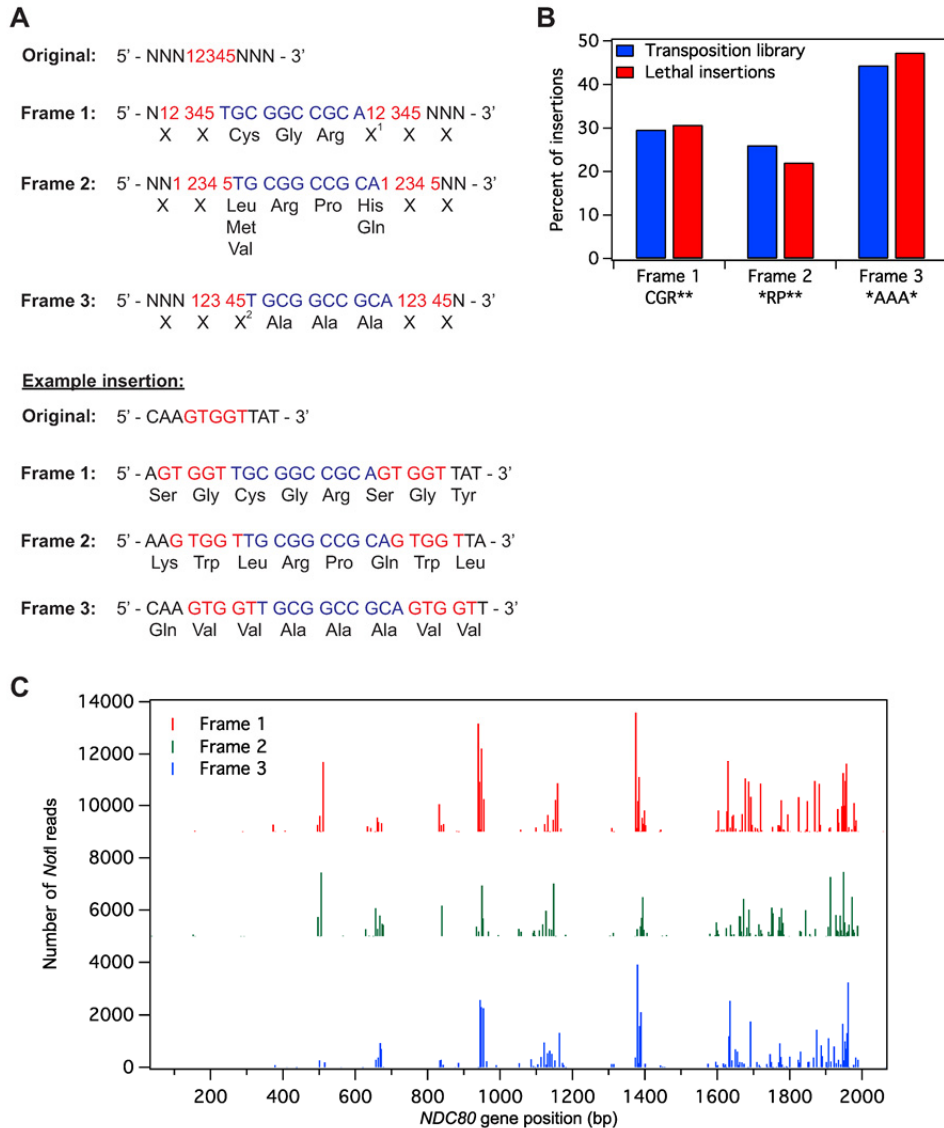 A
Original: 5' - NNN12345NNN - 3'
Frame 1: 5' - N12 345 TGC GGC CGC A12 345 NNN - 3'
X X Cys Gly Arg X1 X X
Frame 2: 5' - NN1 234 5TG CGG CCG CA1 234 5NN - 3'
X X Leu Arg Pro His X X
Met Gln
Val
Frame 3: 5' - NNN 123 45T GCG GCC GCA 123 45N - 3'
X X X2 Ala Ala Ala X X
Example insertion:
Original: 5' - CAAGTGGTTAT - 3'
Frame 1: 5' - AGT GGT TGC GGC CGC AGT GGT TAT - 3'
Ser Gly Cys Gly Arg Ser Gly Tyr
Frame 2: 5' - AAG TGG TTG CGG CCG CAG TGG TTA - 3'
Lys Trp Leu Arg Pro Gln Trp Leu
Frame 3: 5' - CAA GTG GTT GCG GCC GCA GTG GTT - 3'
Gln Val Val Ala Ala Ala Val Val
B
Percent of insertions
50
40
30
20
10
0
Transposition library
Lethal insertions
Frame 1 Frame 2 Frame 3
CGR** *RP** *AAA*
C
Number of NotI reads
14000
12000
10000
8000
6000
4000
2000
0
Frame 1
Frame 2
Frame 3
200 400 600 800 1000 1200 1400 1600 1800 2000
NDC80 gene position (bp)